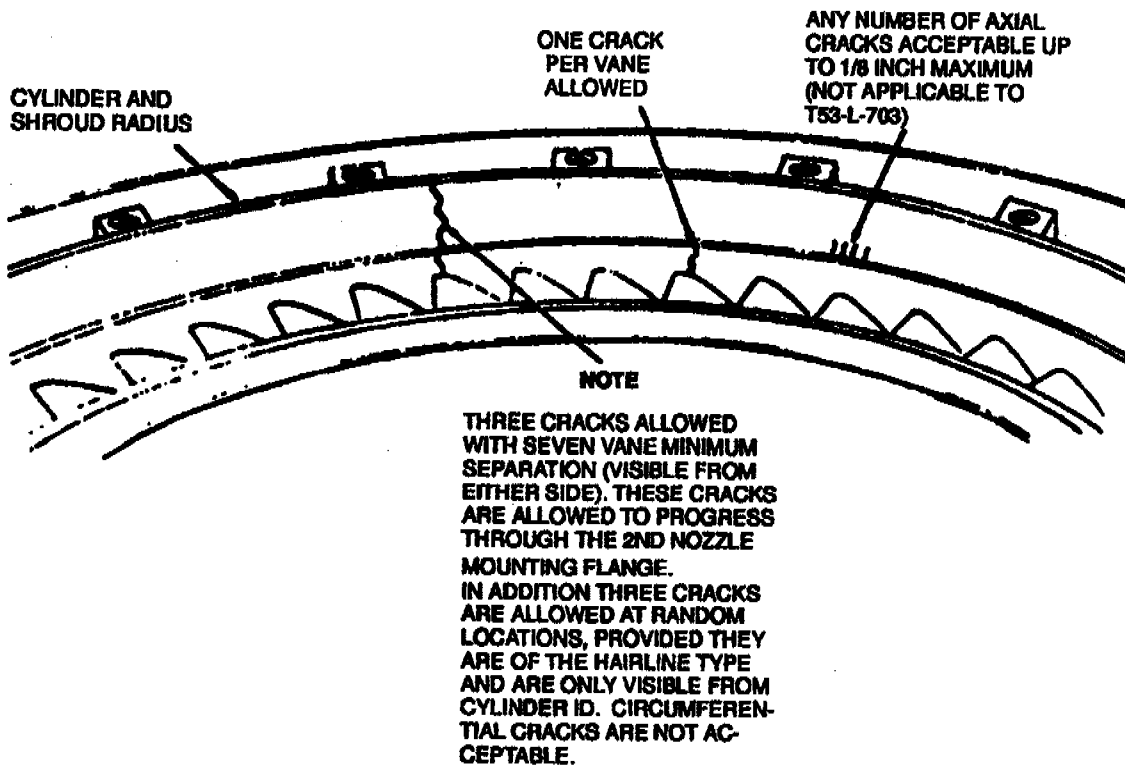 CYLINDER AND
SHROUD RADIUS
ONE CRACK
PER VANE
ALLOWED
ANY NUMBER OF AXIAL
CRACKS ACCEPTABLE UP
TO 1/8 INCH MAXIMUM
(NOT APPLICABLE TO
T53-L-703)
NOTE
THREE CRACKS ALLOWED
WITH SEVEN VANE MINIMUM
SEPARATION (VISIBLE FROM
EITHER SIDE). THESE CRACKS
ARE ALLOWED TO PROGRESS
THROUGH THE 2ND NOZZLE
MOUNTING FLANGE.
IN ADDITION THREE CRACKS
ARE ALLOWED AT RANDOM
LOCATIONS, PROVIDED THEY
ARE OF THE HAIRLINE TYPE
AND ARE ONLY VISIBLE FROM
CYLINDER ID. CIRCUMFEREN-
TIAL CRACKS ARE NOT AC-
CEPTABLE.